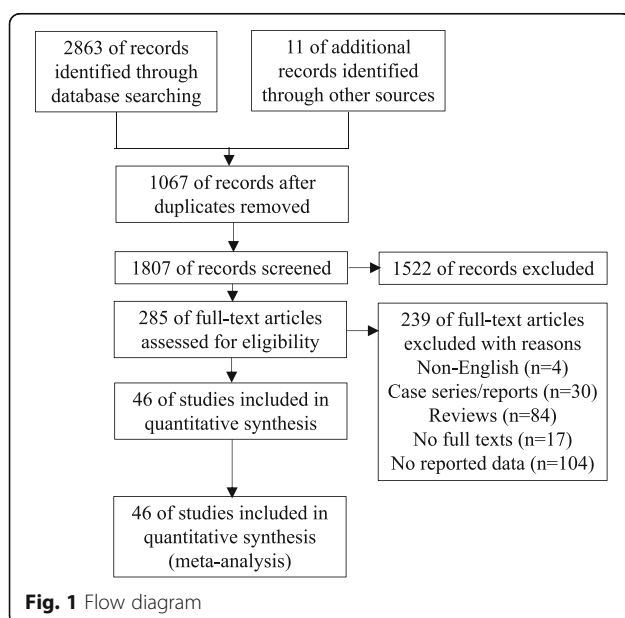 2863 of records
identified through
database searching
11 of additional
records identified
through other sources
1067 of records after
duplicates removed
1807 of records screened
1522 of records excluded
285 of full-text articles
assessed for eligibility
239 of full-text articles
excluded with reasons
Non-English (n=4)
Case series/reports (n=30)
Reviews (n=84)
No full texts (n=17)
No reported data (n=104)
46 of studies included in
quantitative synthesis
46 of studies included in
quantitative synthesis
(meta-analysis)
Fig. 1 Flow diagram